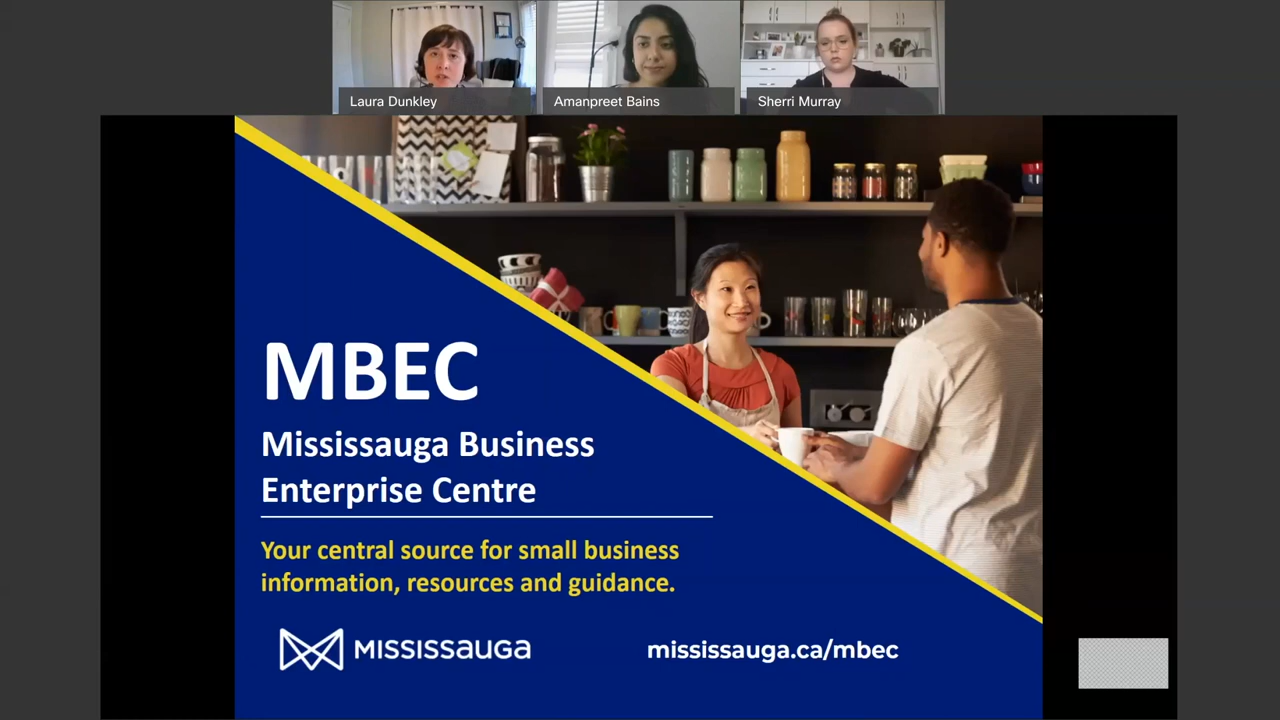 Laura Dunkley
Amanpreet Bains
Sherri Murray
MBEC
Mississauga Business
Enterprise Centre
Your central source for small business
information, resources and guidance.
MISSISSAUGA
mississauga.ca/mbec